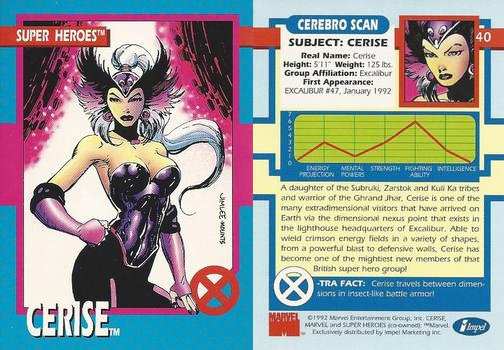 SUPER HEROES™
JIM LEE-MOUNTS
CERISE™
CEREBRO SCAN
40
SUBJECT: CERISE
Real Name: Cerise
Height: 5'11" Weight: 125 lbs.
Group Affiliation: Excalibur
First Appearance:
EXCALIBUR #47, January 1992
7
6
5
4
3
2
1
0
ENERGY PROJECTION
MENTAL POWERS
STRENGTH
FIGHTING ABILITY
INTELLIGENCE
A daughter of the Subruki, Zarstok and Kuli Ka tribes
and warrior of the Ghrand Jhar, Cerise is one of the
many extradimensional visitors that have arrived on
Earth via the dimensional nexus point that exists in
the lighthouse headquarters of Excalibur. Able to
wield crimson energy fields in a variety of shapes,
from a powerful blast to defensive walls, Cerise has
become one of the mightiest new members of that
British super hero group!
X-TRA FACT: Cerise travels between dimen-
sions in insect-like battle armor!
MARVEL
©1992 Marvel Entertainment Group, Inc. CERISE,
MARVEL and SUPER HEROES (co-owned): ™Marvel.
Exclusively distributed by Impel Marketing Inc.
impel